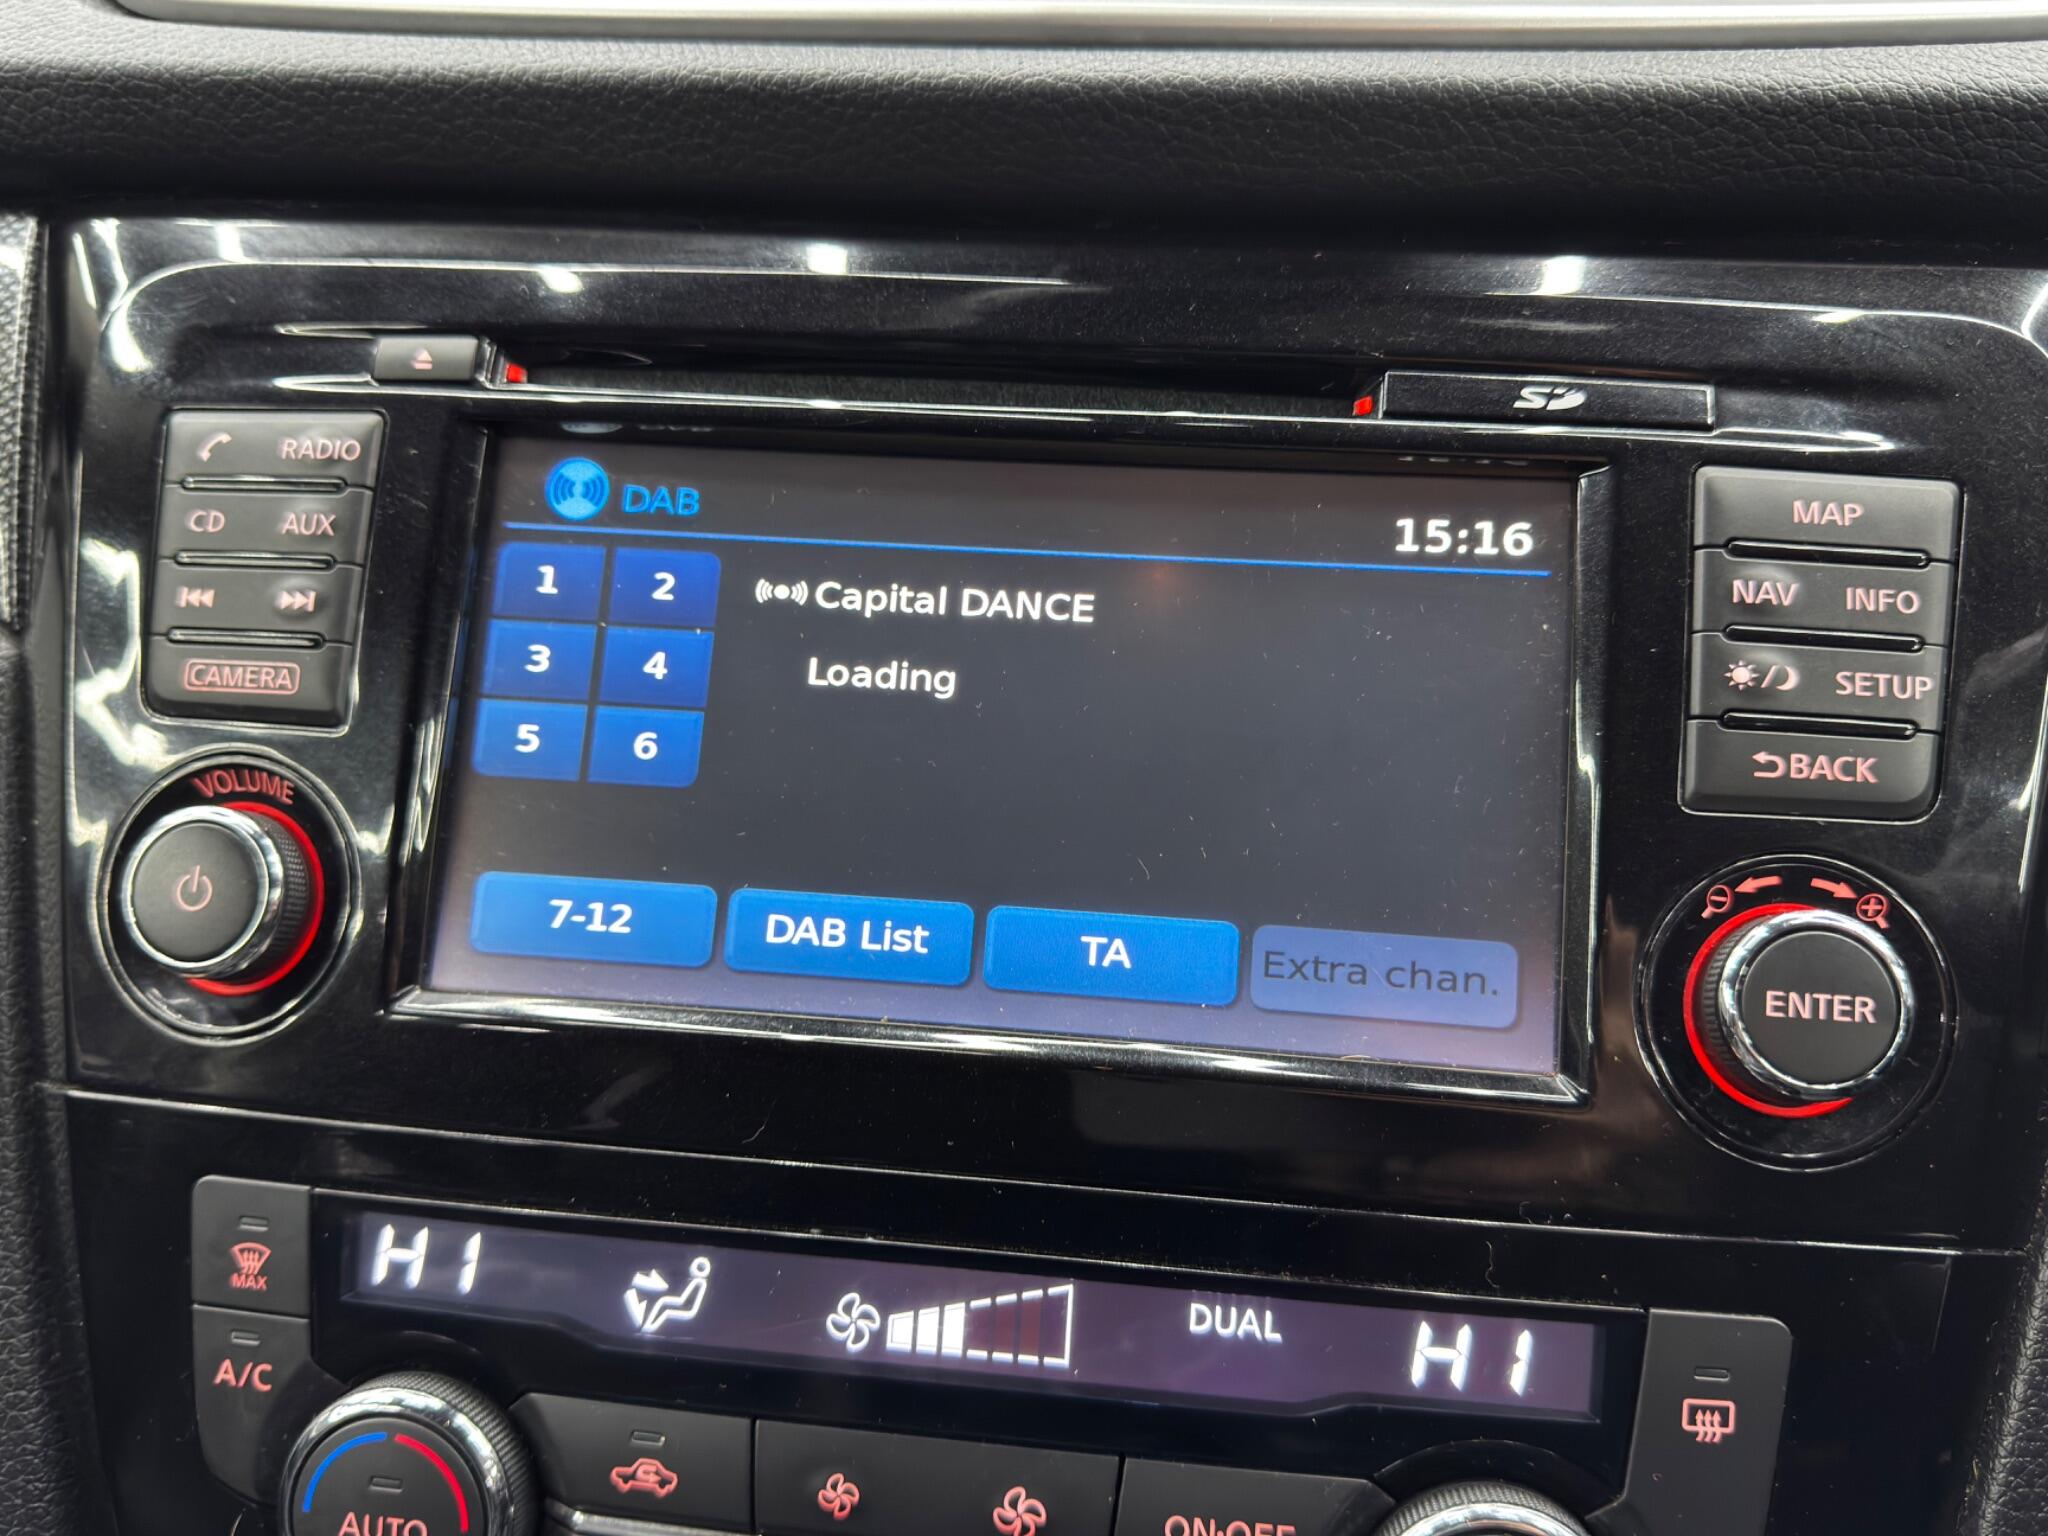 SD
RADIO
CD AUX
CAMERA
VOLUME
DAB
15:16
1 2
3 4
5 6
Capital DANCE
Loading
7-12
DAB List
TA
Extra chan.
MAP
NAV INFO
SETUP
BACK
ENTER
MAX
A/C
HI
DUAL
HI
AUTO
ON·OFF